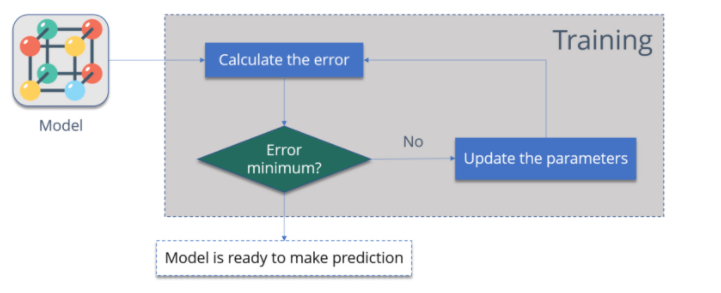 Training
Calculate the error
Model
Error
minimum?
No
Update the parameters
Model is ready to make prediction